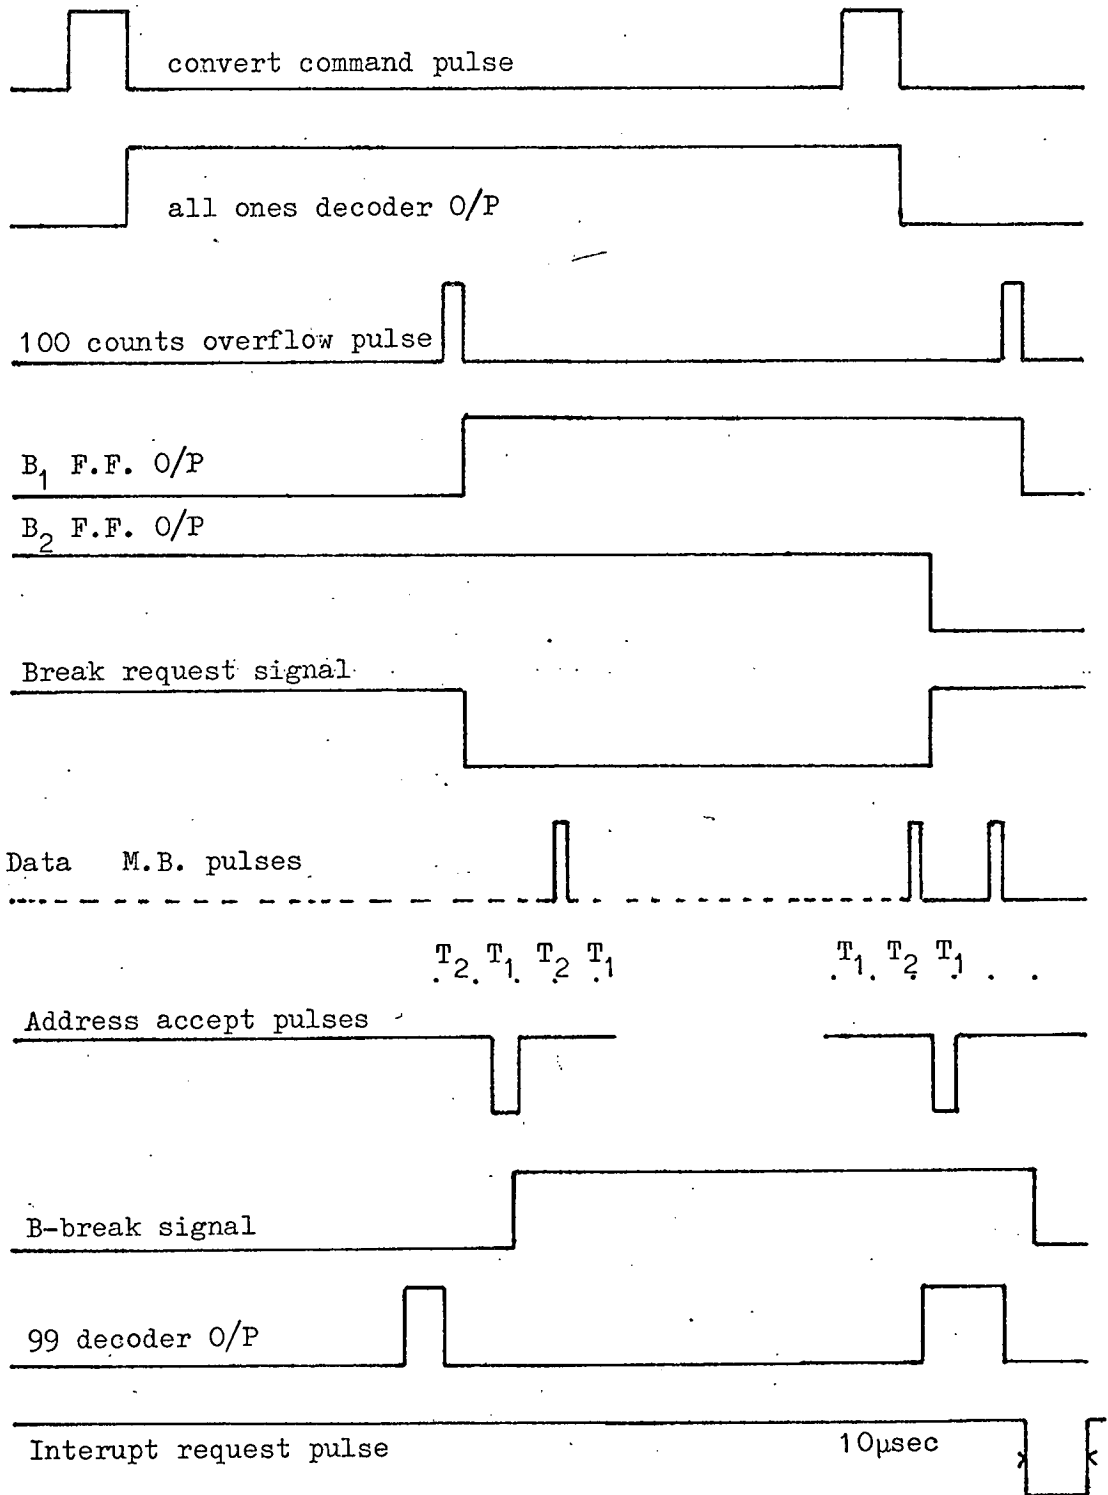 convert command pulse
all ones decoder O/P
100 counts overflow pulse
B₁ F.F. O/P
B₂ F.F. O/P
Break request signal
Data M.B. pulses
T₂ T₁ T₂ T₁ T₁ T₂ T₁
Address accept pulses
B-break signal
99 decoder O/P
Interupt request pulse 10μsec